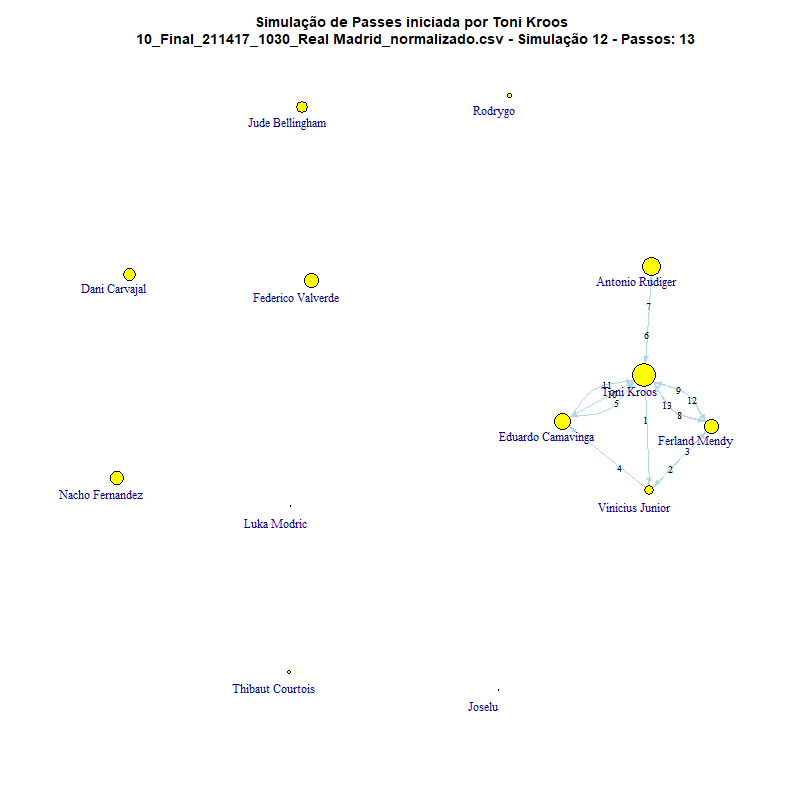 Simulação de Passes iniciada por Toni Kroos
10_Final_211417_1030_Real Madrid_normalizado.csv - Simulação 12 - Passos: 13
Rodrygo
Jude Bellingham
Antonio Rudiger
Dani Carvajal
Federico Valverde
7
6
11
10
5
Toni Kroos
9
12
13
8
1
Eduardo Camavinga
Ferland Mendy
3
4
2
Nacho Fernandez
Vinicius Junior
Luka Modric
Thibaut Courtois
Joselu